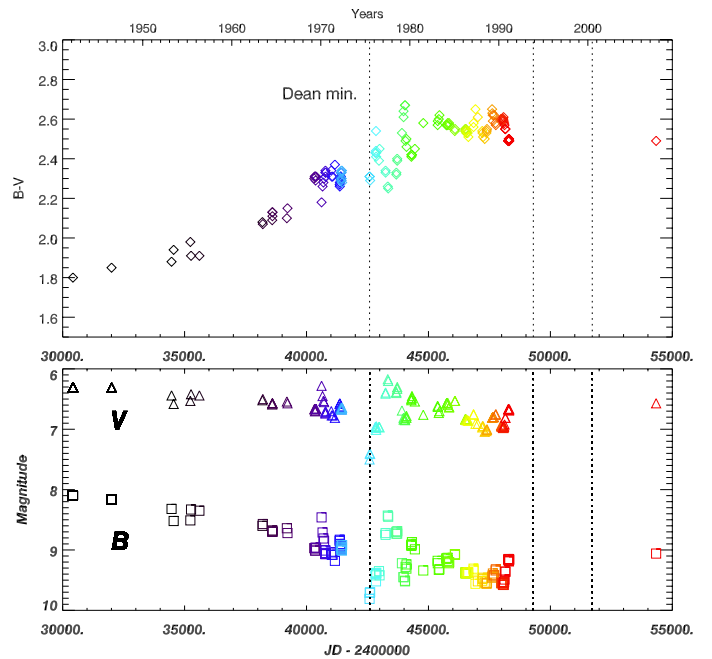 Years
1950 1960 1970 1980 1990 2000
3.0
2.8
2.6
2.4
2.2
2.0
1.8
1.6
B-V
Dean min.
30000. 35000. 40000. 45000. 50000. 55000.
6
7
8
9
10
Magnitude
V
B
30000. 35000. 40000. 45000. 50000. 55000.
JD - 2400000